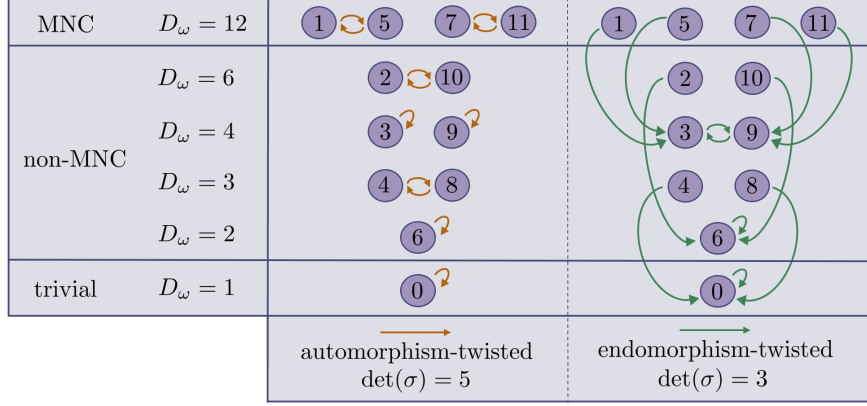 MNC D_ω = 12 1 5 7 11 1 5 7 11
D_ω = 6 2 10 2 10
D_ω = 4 3 9 3 9
non-MNC
D_ω = 3 4 8 4 8
D_ω = 2 6 6
trivial D_ω = 1 0 0
automorphism-twisted endomorphism-twisted
det(σ) = 5 det(σ) = 3